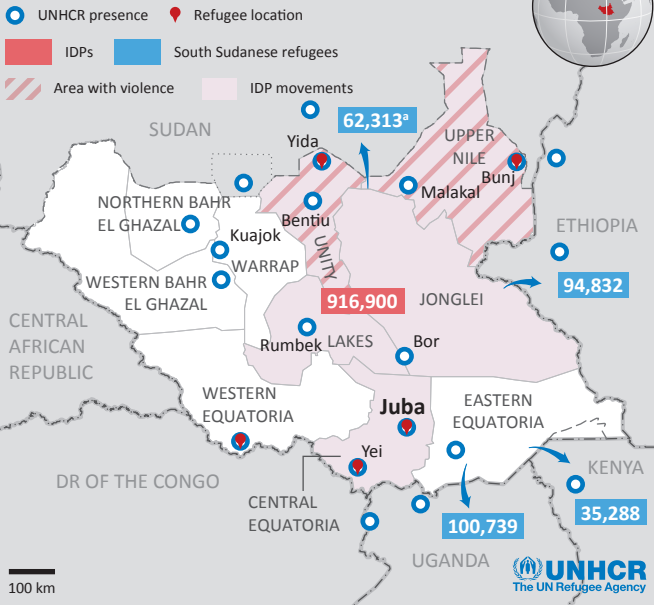 UNHCR presence
Refugee location
IDPs
South Sudanese refugees
Area with violence
IDP movements
SUDAN
62,313ᵃ
Yida
UPPER
NILE
Bunj
Malakal
NORTHERN BAHR
EL GHAZAL
Bentiu
ETHIOPIA
Kuajok
UNITY
WARRAP
WESTERN BAHR
EL GHAZAL
94,832
916,900
JONGLEI
CENTRAL
AFRICAN
REPUBLIC
Rumbek
LAKES
Bor
WESTERN
EQUATORIA
Juba
EASTERN
EQUATORIA
Yei
DR OF THE CONGO
KENYA
CENTRAL
EQUATORIA
35,288
100,739
UGANDA
100 km
UNHCR
The UN Refugee Agency